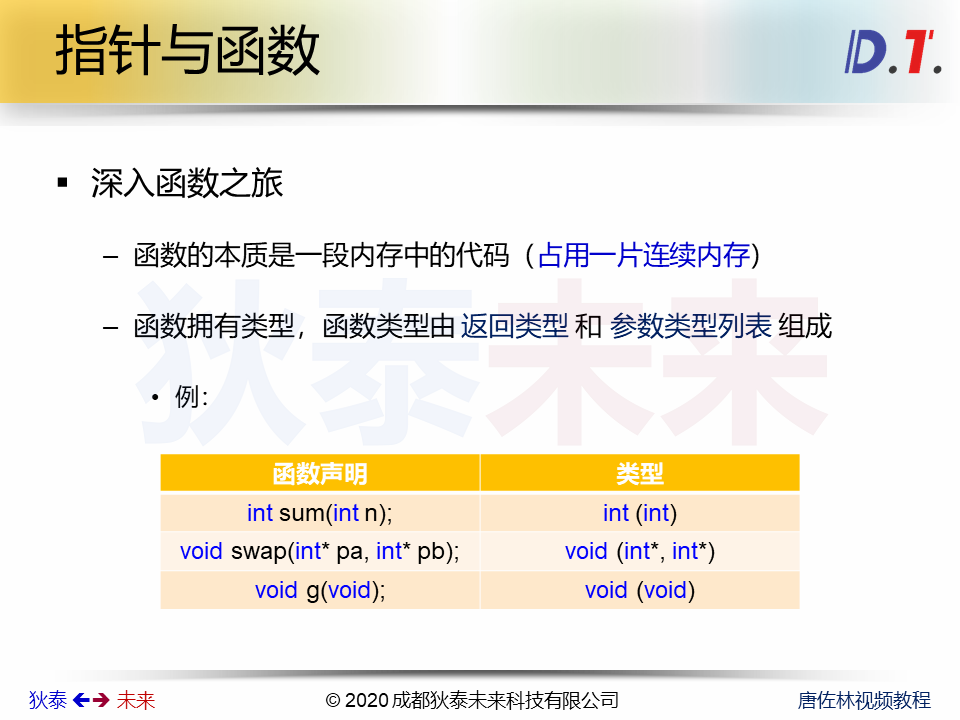 指针与函数
D.T.
▪ 深入函数之旅
– 函数的本质是一段内存中的代码（占用一片连续内存）
– 函数拥有类型，函数类型由 返回类型 和 参数类型列表 组成
• 例：
狄泰未来
函数声明 类型
int sum(int n); int (int)
void swap(int* pa, int* pb); void (int*, int*)
void g(void); void (void)
狄泰 未来 © 2020 成都狄泰未来科技有限公司 唐佐林视频教程